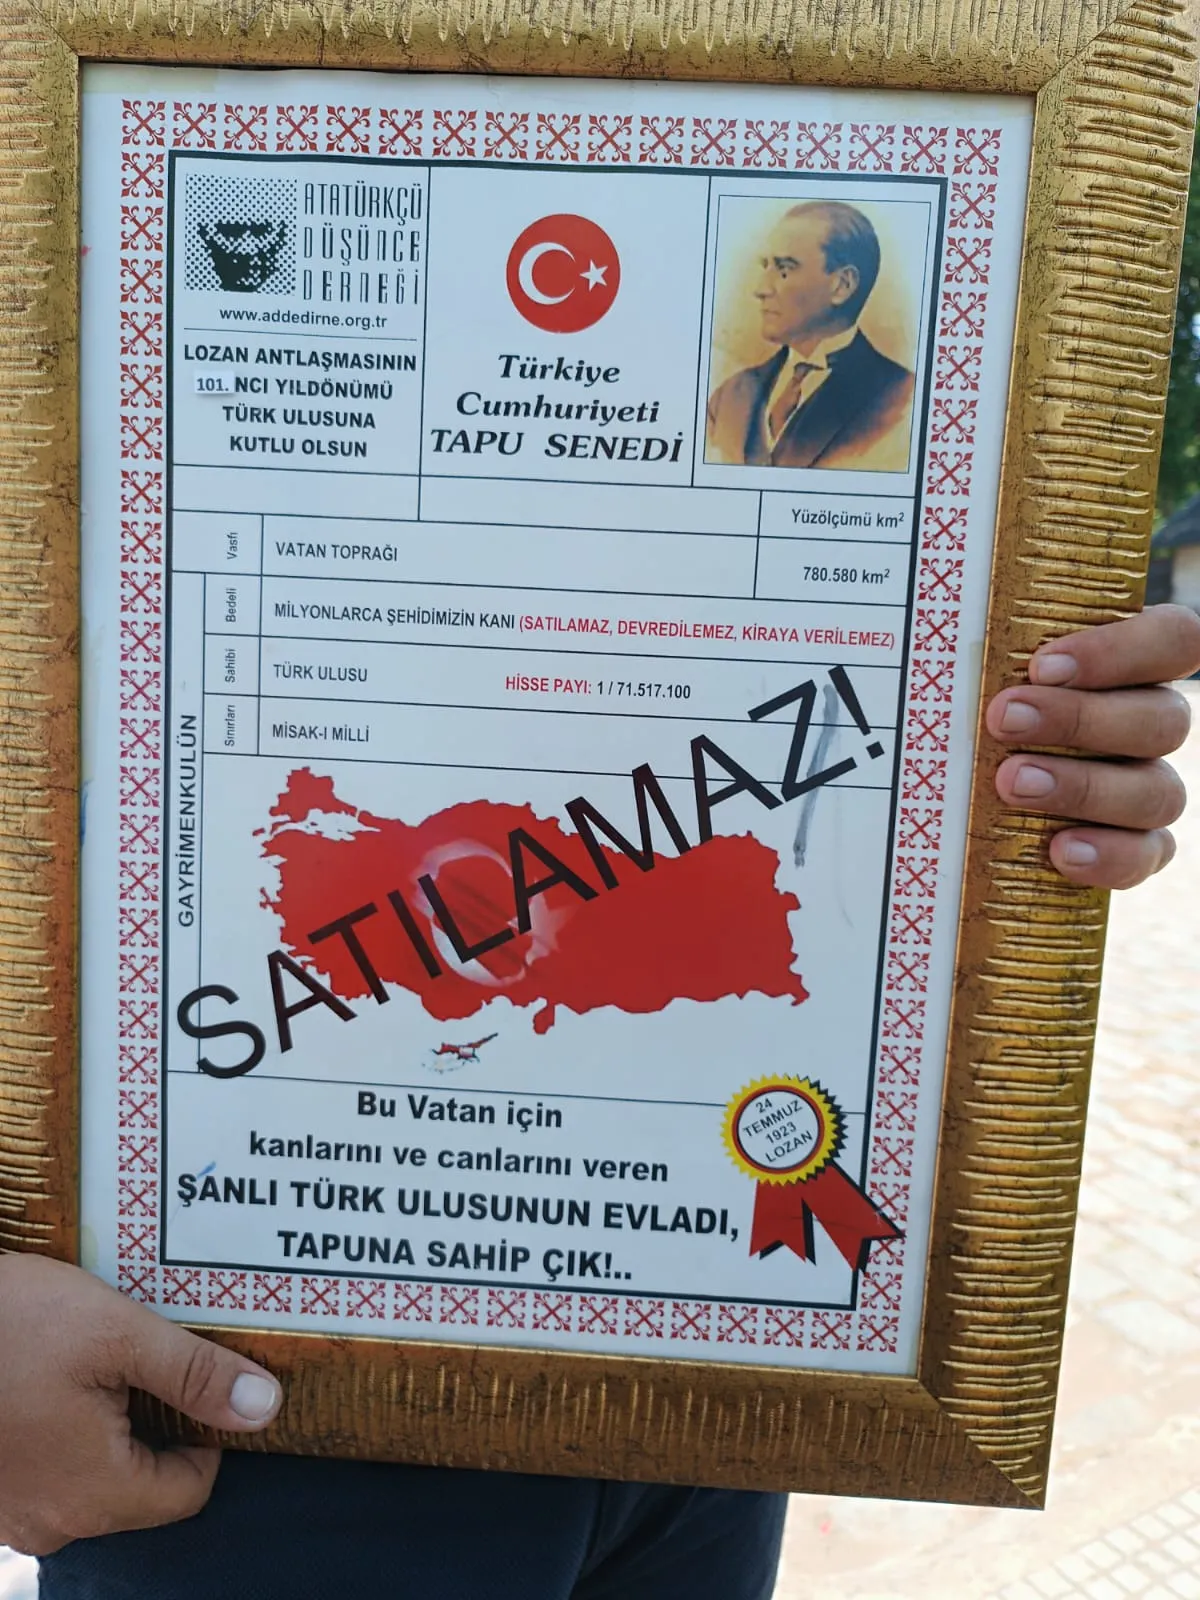 ATATÜRKÇÜ
DÜŞÜNCE
DERNEĞİ
www.addedirne.org.tr
LOZAN ANTLAŞMASININ
101. NCI YILDÖNÜMÜ
TÜRK ULUSUNA
KUTLU OLSUN
Türkiye
Cumhuriyeti
TAPU SENEDİ
Yüzölçümü km²
Vasfı
VATAN TOPRAĞI
780.580 km²
GAYRİMENKULÜN
Bedeli
MİLYONLARCA ŞEHİDİMİZİN KANI (SATILAMAZ, DEVREDİLEMEZ, KİRAYA VERİLEMEZ)
Sahibi
TÜRK ULUSU HİSSE PAYI: 1 / 71.517.100
Sınırları
MİSAK-I MİLLİ
SATILAMAZ!
Bu Vatan için
kanlarını ve canlarını veren
ŞANLI TÜRK ULUSUNUN EVLADI,
TAPUNA SAHİP ÇIK!..
24
TEMMUZ
1923
LOZAN